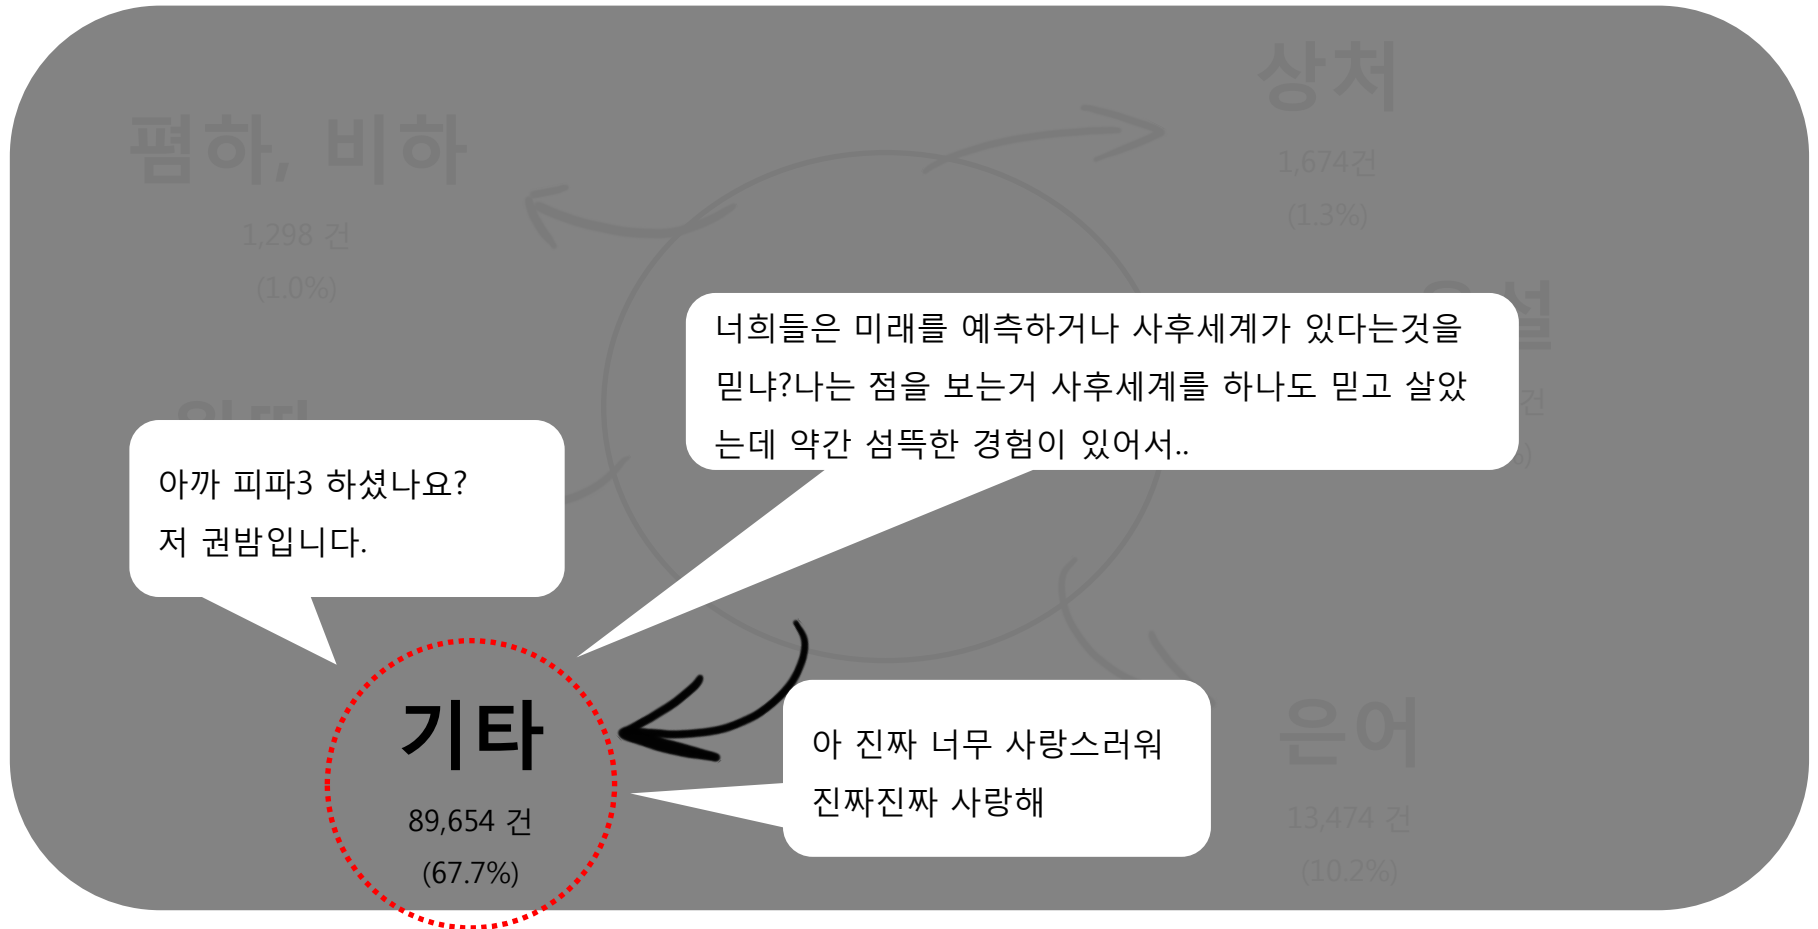 상처
1,674건
(1.3%)
폄하, 비하
1,298 건
(1.0%)
너희들은 미래를 예측하거나 사후세계가 있다는것을
믿냐?나는 점을 보는거 사후세계를 하나도 믿고 살았
는데 약간 섬뜩한 경험이 있어서..
건
아까 피파3 하셨나요?
저 권밤입니다.
기타
89,654 건
(67.7%)
아 진짜 너무 사랑스러워
진짜진짜 사랑해
은어
13,474 건
(10.2%)